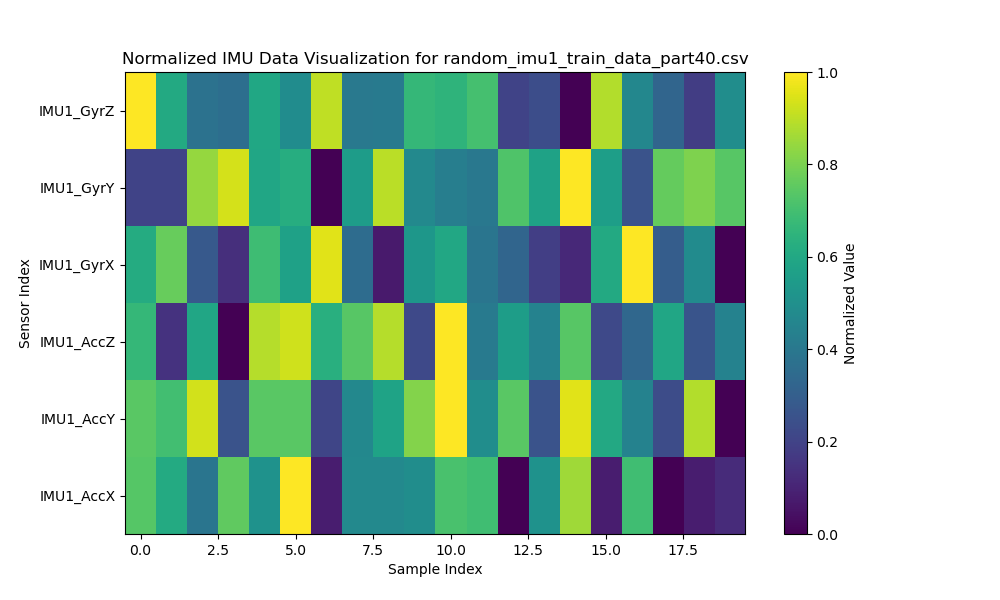 Normalized IMU Data Visualization for random_imu1_train_data_part40.csv
IMU1_GyrZ
IMU1_GyrY
IMU1_GyrX
IMU1_AccZ
IMU1_AccY
IMU1_AccX
Sensor Index
0.0 2.5 5.0 7.5 10.0 12.5 15.0 17.5
Sample Index
1.0
0.8
0.6
0.4
0.2
0.0
Normalized Value